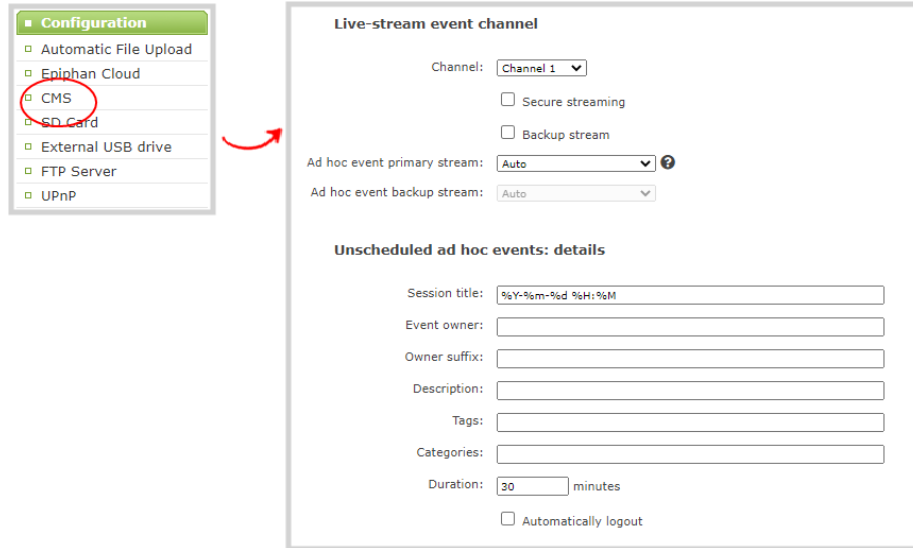 Configuration
Automatic File Upload
Epiphan Cloud
CMS
SD Card
External USB drive
FTP Server
UPnP
Live-stream event channel
Channel: Channel 1
Secure streaming
Backup stream
Ad hoc event primary stream: Auto ?
Ad hoc event backup stream: Auto
Unscheduled ad hoc events: details
Session title: %Y-%m-%d %H:%M
Event owner:
Owner suffix:
Description:
Tags:
Categories:
Duration: 30 minutes
Automatically logout